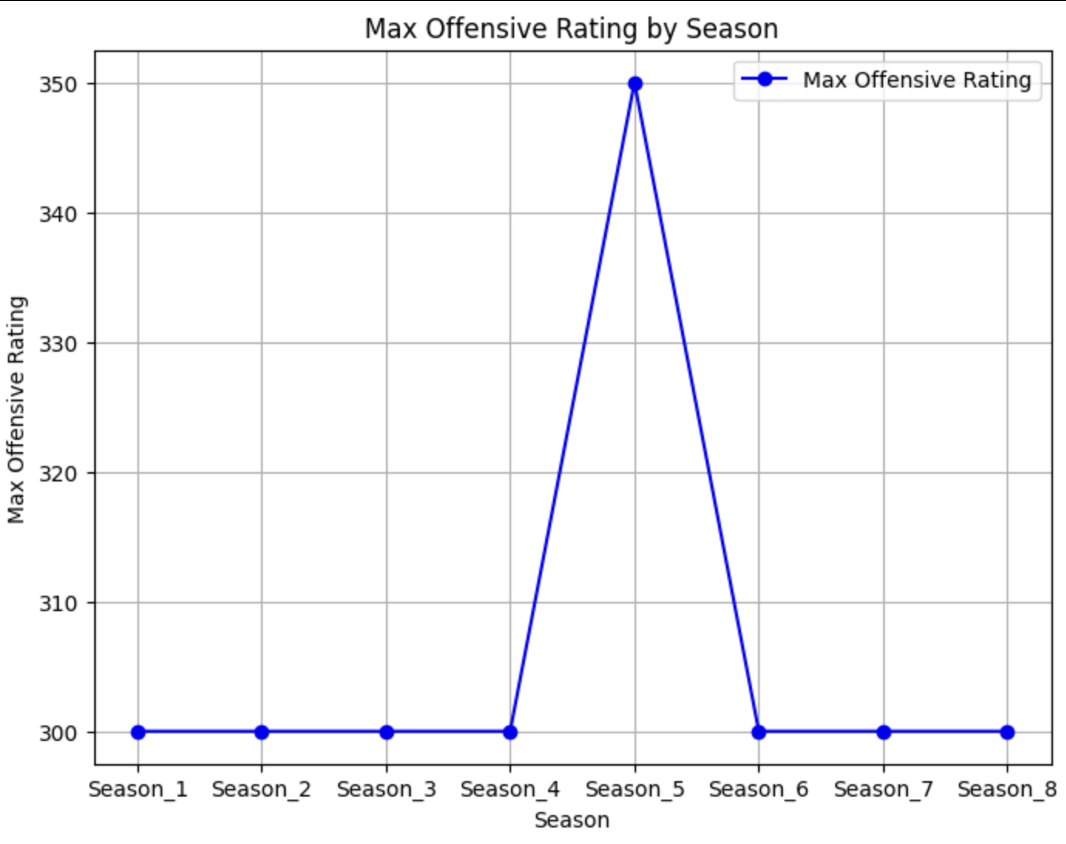 Max Offensive Rating by Season
Max Offensive Rating
350
340
330
320
310
300
Max Offensive Rating
Season_1 Season_2 Season_3 Season_4 Season_5 Season_6 Season_7 Season_8
Season